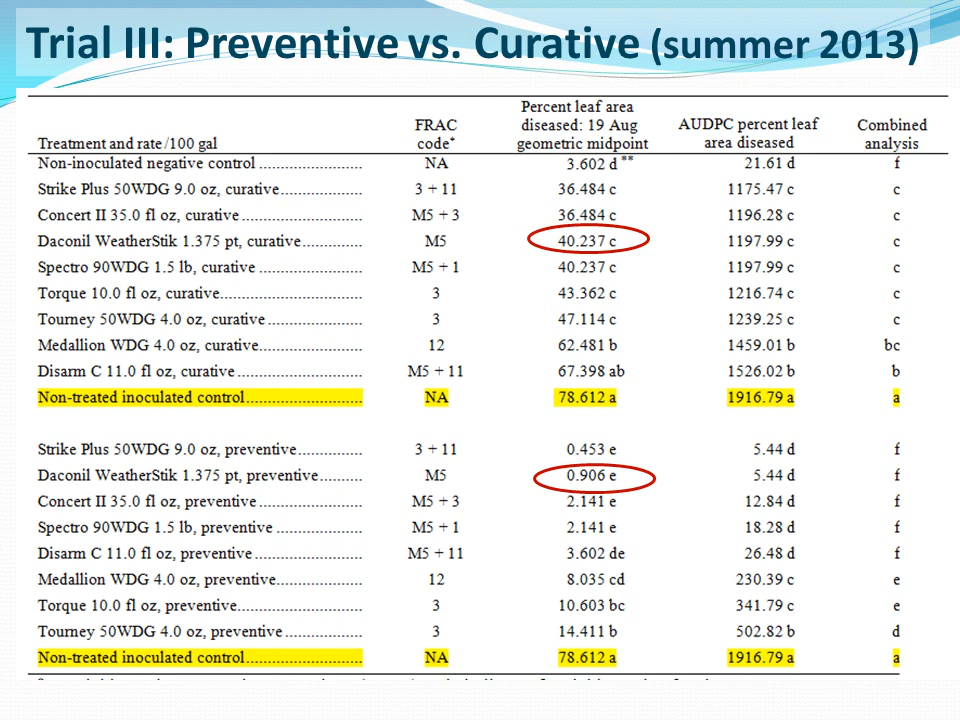 Trial III: Preventive vs. Curative (summer 2013)
Treatment and rate/100 gal FRAC code* Percent leaf area diseased: 19 Aug geometric midpoint AUDPC percent leaf area diseased Combined analysis
Non-inoculated negative control .................... NA 3.602 d ** 21.61 d f
Strike Plus 50WDG 9.0 oz, curative................... 3 + 11 36.484 c 1175.47 c c
Concert II 35.0 fl oz, curative ............................ M5 + 3 36.484 c 1196.28 c c
Daconil WeatherStik 1.375 pt, curative.............. M5 40.237 c 1197.99 c c
Spectro 90WDG 1.5 lb, curative ........................ M5 + 1 40.237 c 1197.99 c c
Torque 10.0 fl oz, curative................................. 3 43.362 c 1216.74 c c
Tourney 50WDG 4.0 oz, curative ...................... 3 47.114 c 1239.25 c c
Medallion WDG 4.0 oz, curative........................ 12 62.481 b 1459.01 b bc
Disarm C 11.0 fl oz, curative ............................. M5 + 11 67.398 ab 1526.02 b b
Non-treated inoculated control........................... NA 78.612 a 1916.79 a a
Strike Plus 50WDG 9.0 oz, preventive............... 3 + 11 0.453 e 5.44 d f
Daconil WeatherStik 1.375 pt, preventive.......... M5 0.906 e 5.44 d f
Concert II 35.0 fl oz, preventive ........................ M5 + 3 2.141 e 12.84 d f
Spectro 90WDG 1.5 lb, preventive .................... M5 + 1 2.141 e 18.28 d f
Disarm C 11.0 fl oz, preventive ......................... M5 + 11 3.602 de 26.48 d f
Medallion WDG 4.0 oz, preventive.................... 12 8.035 cd 230.39 c e
Torque 10.0 fl oz, preventive............................. 3 10.603 bc 341.79 c e
Tourney 50WDG 4.0 oz, preventive .................. 3 14.411 b 502.82 b d
Non-treated inoculated control........................... NA 78.612 a 1916.79 a a